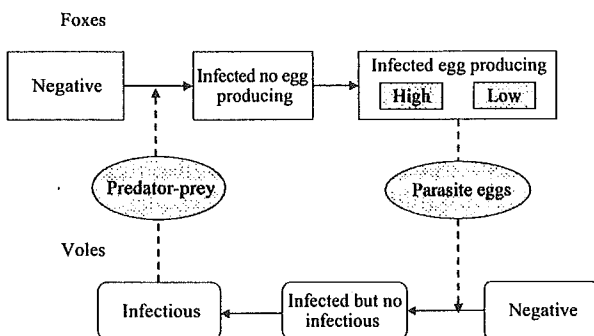 Foxes
Negative
Infected no egg
producing
Infected egg producing
High
Low
Predator-prey
Parasite eggs
Voles
Infectious
Infected but no
infectious
Negative